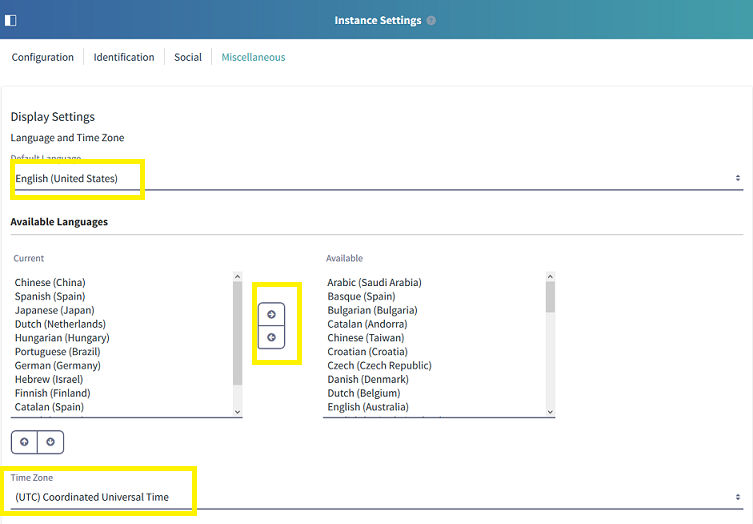 Instance Settings
Configuration Identification Social Miscellaneous
Display Settings
Language and Time Zone
Default Language
English (United States)
Available Languages
Current
Chinese (China)
Spanish (Spain)
Japanese (Japan)
Dutch (Netherlands)
Hungarian (Hungary)
Portuguese (Brazil)
German (Germany)
Hebrew (Israel)
Finnish (Finland)
Catalan (Spain)
Available
Arabic (Saudi Arabia)
Basque (Spain)
Bulgarian (Bulgaria)
Catalan (Andorra)
Chinese (Taiwan)
Croatian (Croatia)
Czech (Czech Republic)
Danish (Denmark)
Dutch (Belgium)
English (Australia)
Time Zone
(UTC) Coordinated Universal Time